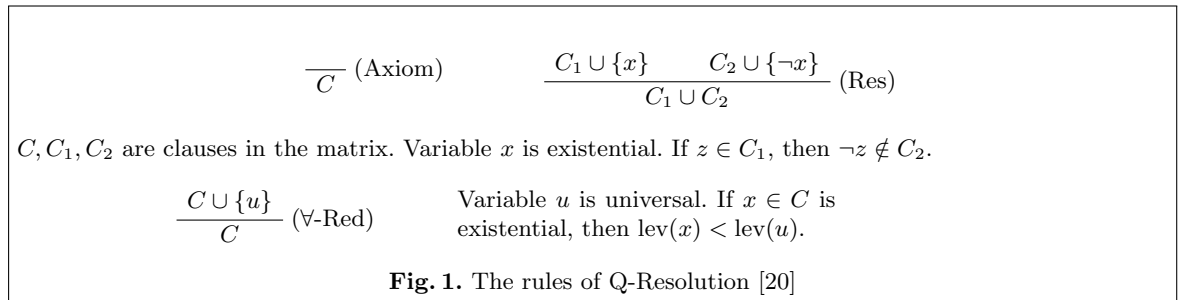 C (Axiom)    C₁ ∪ {x}    C₂ ∪ {¬x} / C₁ ∪ C₂ (Res)
C, C₁, C₂ are clauses in the matrix. Variable x is existential. If z ∈ C₁, then ¬z ∉ C₂.
C ∪ {u} / C (∀-Red)    Variable u is universal. If x ∈ C is
existential, then lev(x) < lev(u).
Fig. 1. The rules of Q-Resolution [20]